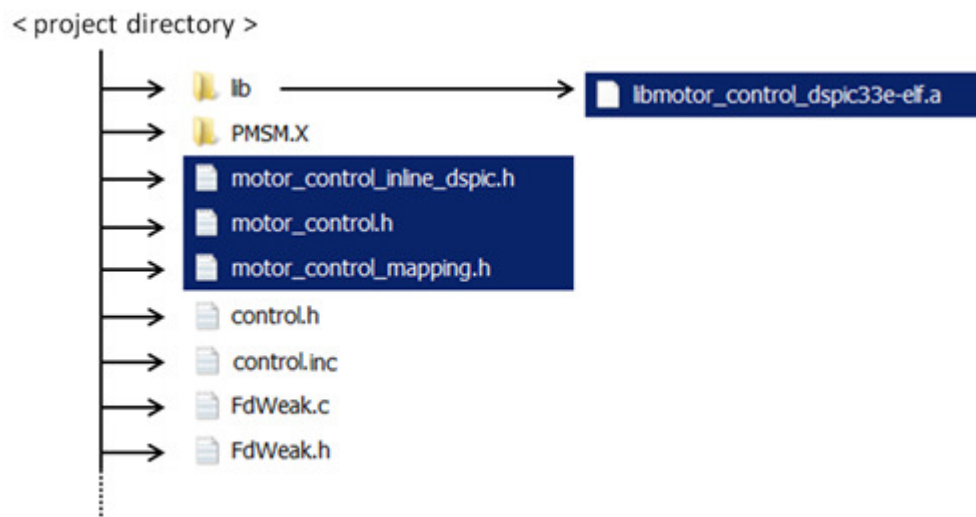 < project directory >
lib
libmotor_control_dspic33e-elf.a
PMSM.X
motor_control_inline_dspic.h
motor_control.h
motor_control_mapping.h
control.h
control.inc
FdWeak.c
FdWeak.h